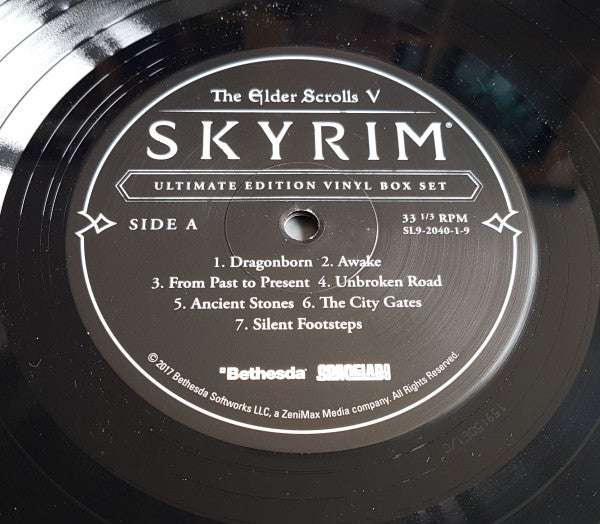 The Elder Scrolls V
SKYRIM®
ULTIMATE EDITION VINYL BOX SET
SIDE A
33 1/3 RPM
SL9-2040-1-9
1. Dragonborn 2. Awake
3. From Past to Present 4. Unbroken Road
5. Ancient Stones 6. The City Gates
7. Silent Footsteps
Bethesda SPACELAB9
© 2017 Bethesda Softworks LLC, a ZeniMax Media company. All Rights Reserved.